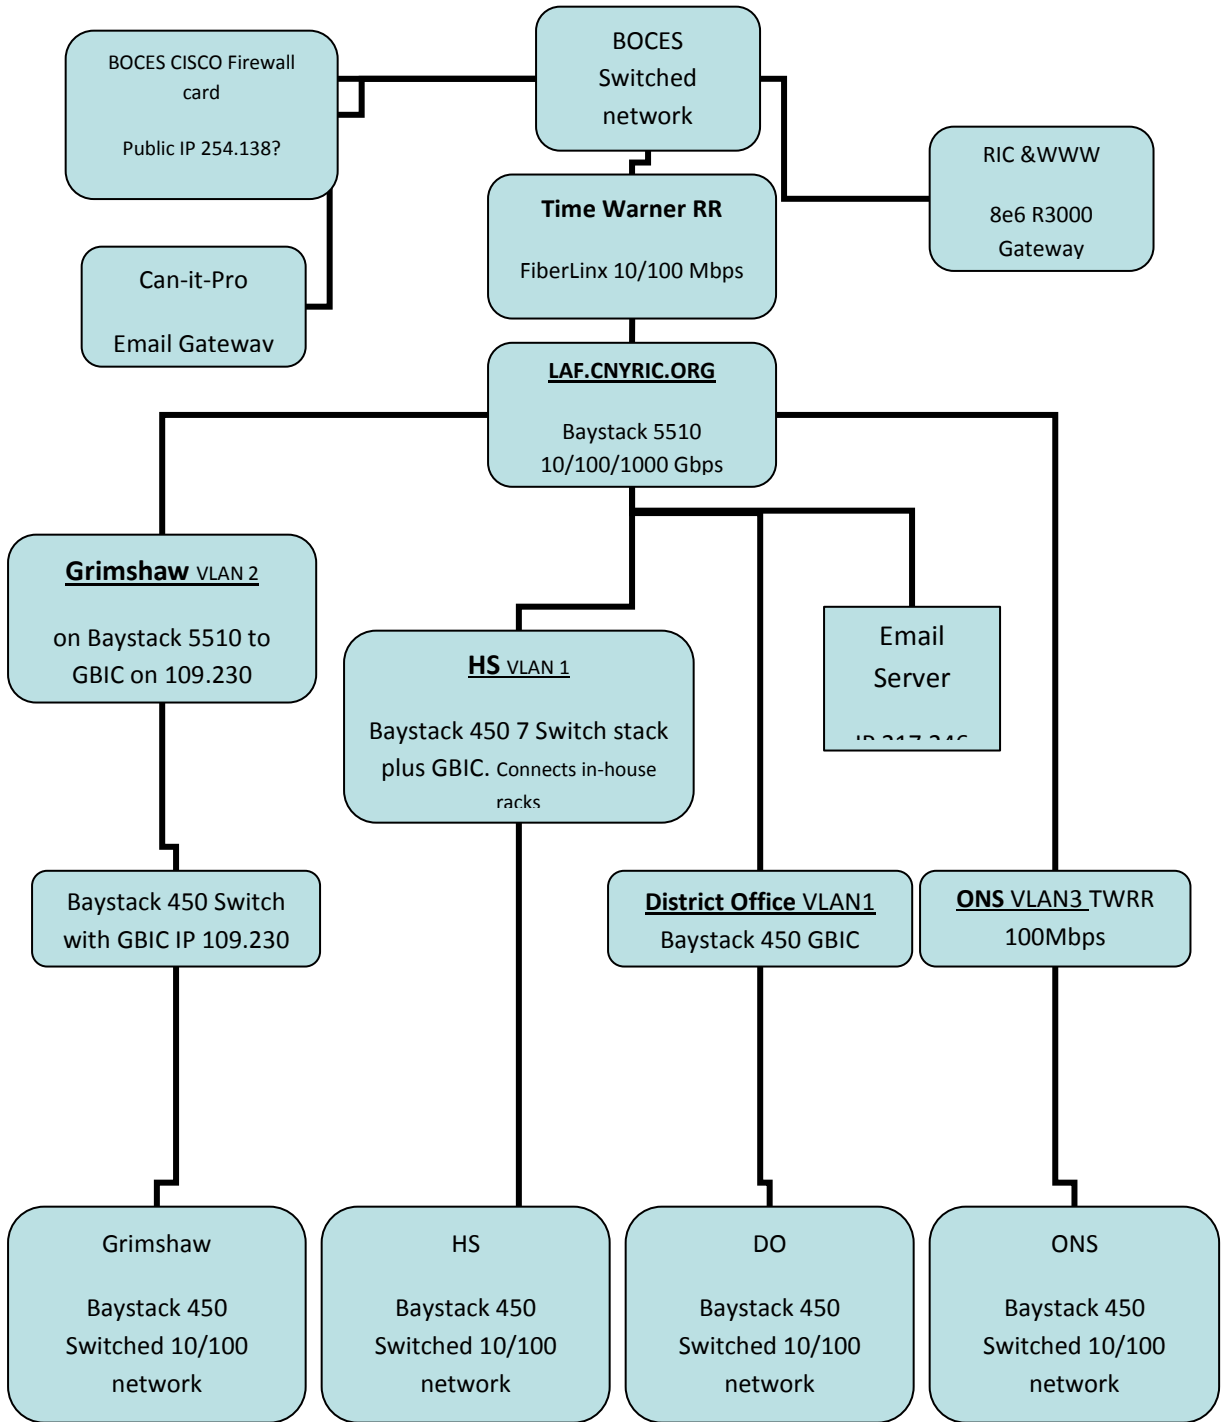 BOCES
Switched
network
BOCES CISCO Firewall
card
Public IP 254.138?
RIC &WWW
8e6 R3000
Gateway
Time Warner RR
FiberLinx 10/100 Mbps
Can-it-Pro
Email Gateway
LAF.CNYRIC.ORG
Baystack 5510
10/100/1000 Gbps
Grimshaw VLAN 2
on Baystack 5510 to
GBIC on 109.230
HS VLAN 1
Baystack 450 7 Switch stack
plus GBIC. Connects in-house
racks
Email
Server
Baystack 450 Switch
with GBIC IP 109.230
District Office VLAN1
Baystack 450 GBIC
ONS VLAN3 TWRR
100Mbps
Grimshaw
Baystack 450
Switched 10/100
network
HS
Baystack 450
Switched 10/100
network
DO
Baystack 450
Switched 10/100
network
ONS
Baystack 450
Switched 10/100
network